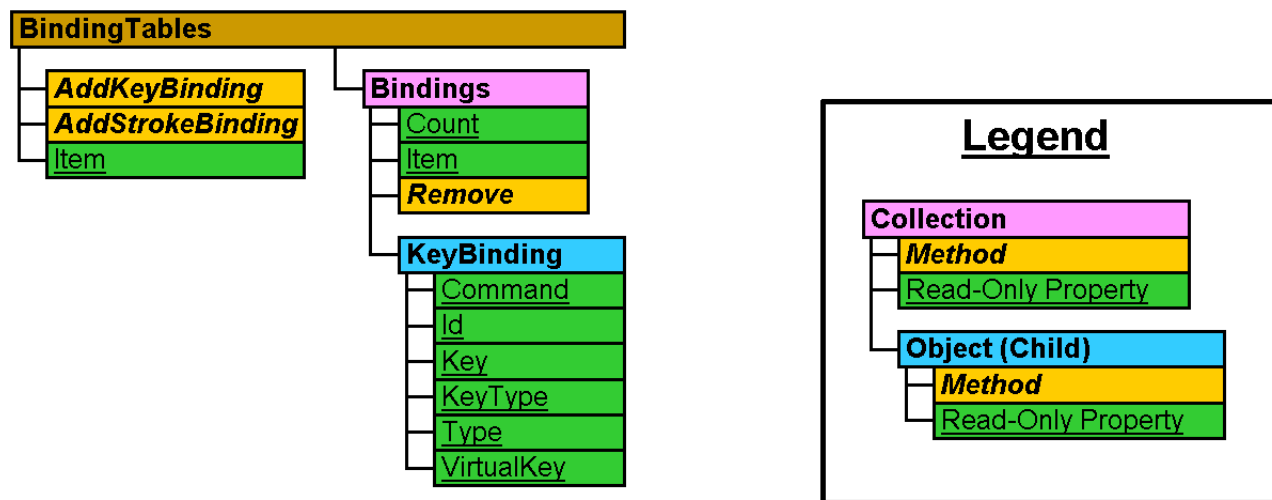 BindingTables
AddKeyBinding
AddStrokeBinding
Item
Bindings
Count
Item
Remove
KeyBinding
Command
Id
Key
KeyType
Type
VirtualKey
Legend
Collection
Method
Read-Only Property
Object (Child)
Method
Read-Only Property